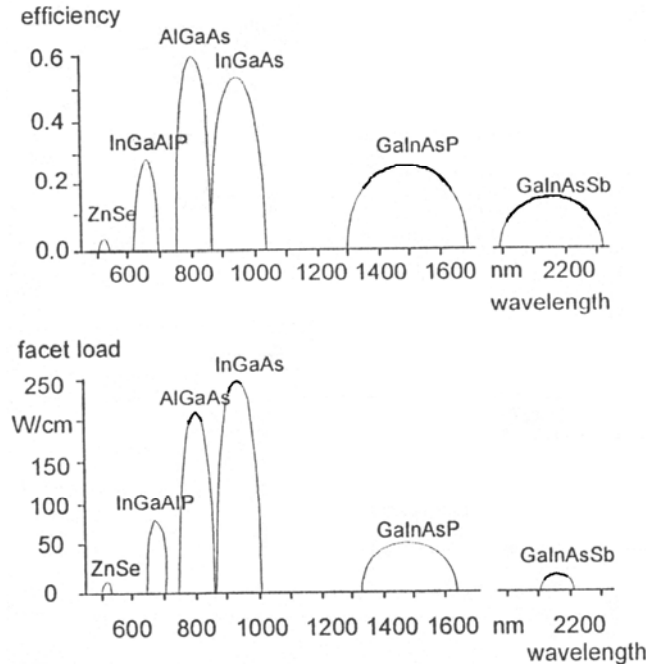 efficiency
AlGaAs
InGaAs
0.6
0.4
InGaAlP
GaInAsP
0.2
ZnSe
GaInAsSb
0.0
600 800 1000 1200 1400 1600 nm 2200
wavelength
facet load
InGaAs
250
AlGaAs
W/cm
150
InGaAlP
100
GaInAsP
50
ZnSe
GaInAsSb
0
600 800 1000 1200 1400 1600 nm 2200
wavelength